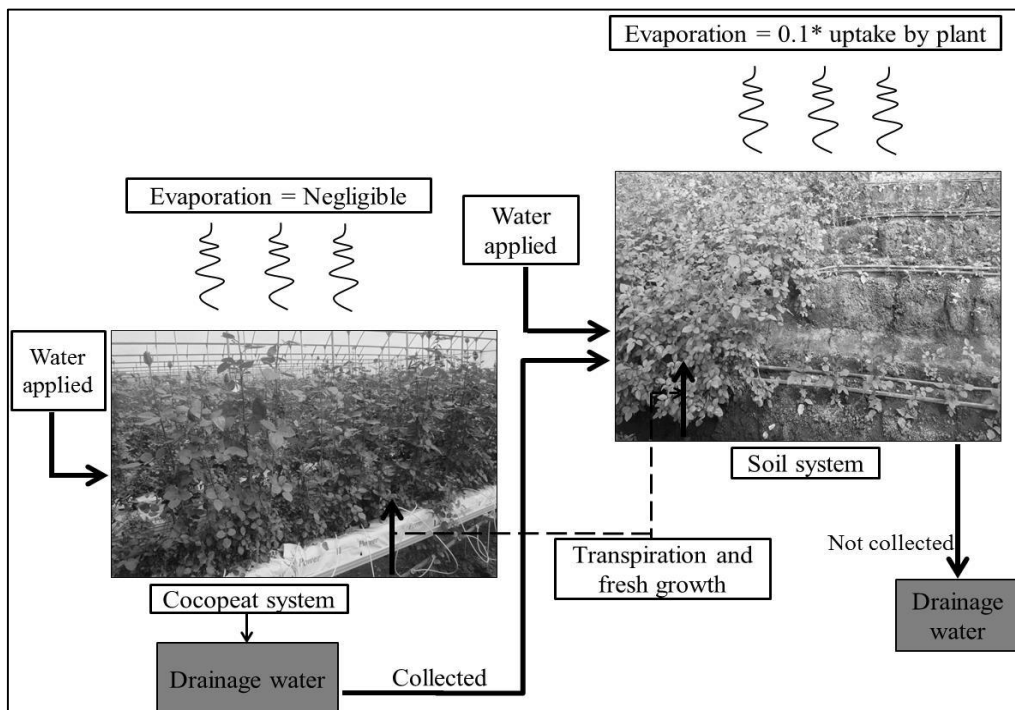 Evaporation = 0.1* uptake by plant
Evaporation = Negligible
Water
applied
Water
applied
Soil system
Transpiration and
fresh growth
Not collected
Cocopeat system
Drainage
water
Drainage water
Collected